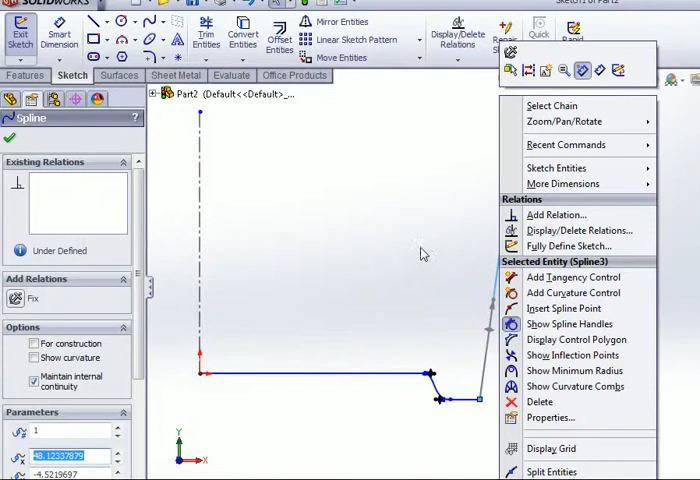 SOLIDWORKS
Sketch1 of Part2
Exit Sketch
Smart Dimension
Trim Entities
Convert Entities
Mirror Entities
Linear Sketch Pattern
Move Entities
Display/Delete Relations
Quick
Rapid
Features
Sketch
Surfaces
Sheet Metal
Evaluate
Office Products
Spline
?
Part2 (Default<<Default>_...
Existing Relations
Under Defined
Add Relations
Fix
Options
For construction
Show curvature
Maintain internal continuity
Parameters
1
48.12337879
-4.5219697
Select Chain
Zoom/Pan/Rotate
Recent Commands
Sketch Entities
More Dimensions
Relations
Add Relation...
Display/Delete Relations...
Fully Define Sketch...
Selected Entity (Spline3)
Add Tangency Control
Add Curvature Control
Insert Spline Point
Show Spline Handles
Display Control Polygon
Show Inflection Points
Show Minimum Radius
Show Curvature Combs
Delete
Properties...
Display Grid
Split Entities
Y
X